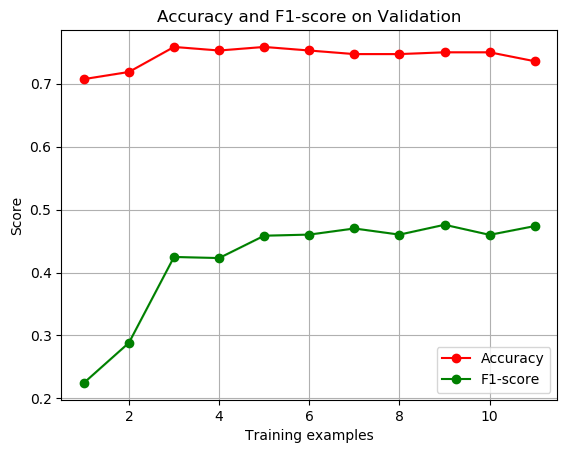 Accuracy and F1-score on Validation
Score
0.7
0.6
0.5
0.4
0.3
0.2
Accuracy
F1-score
2 4 6 8 10
Training examples